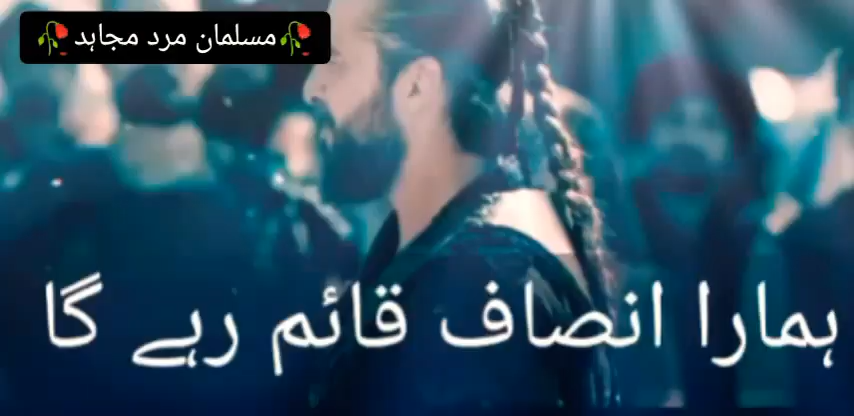 🥀مسلمان مرد مجاہد🥀
ہمارا انصاف قائم رہے گا